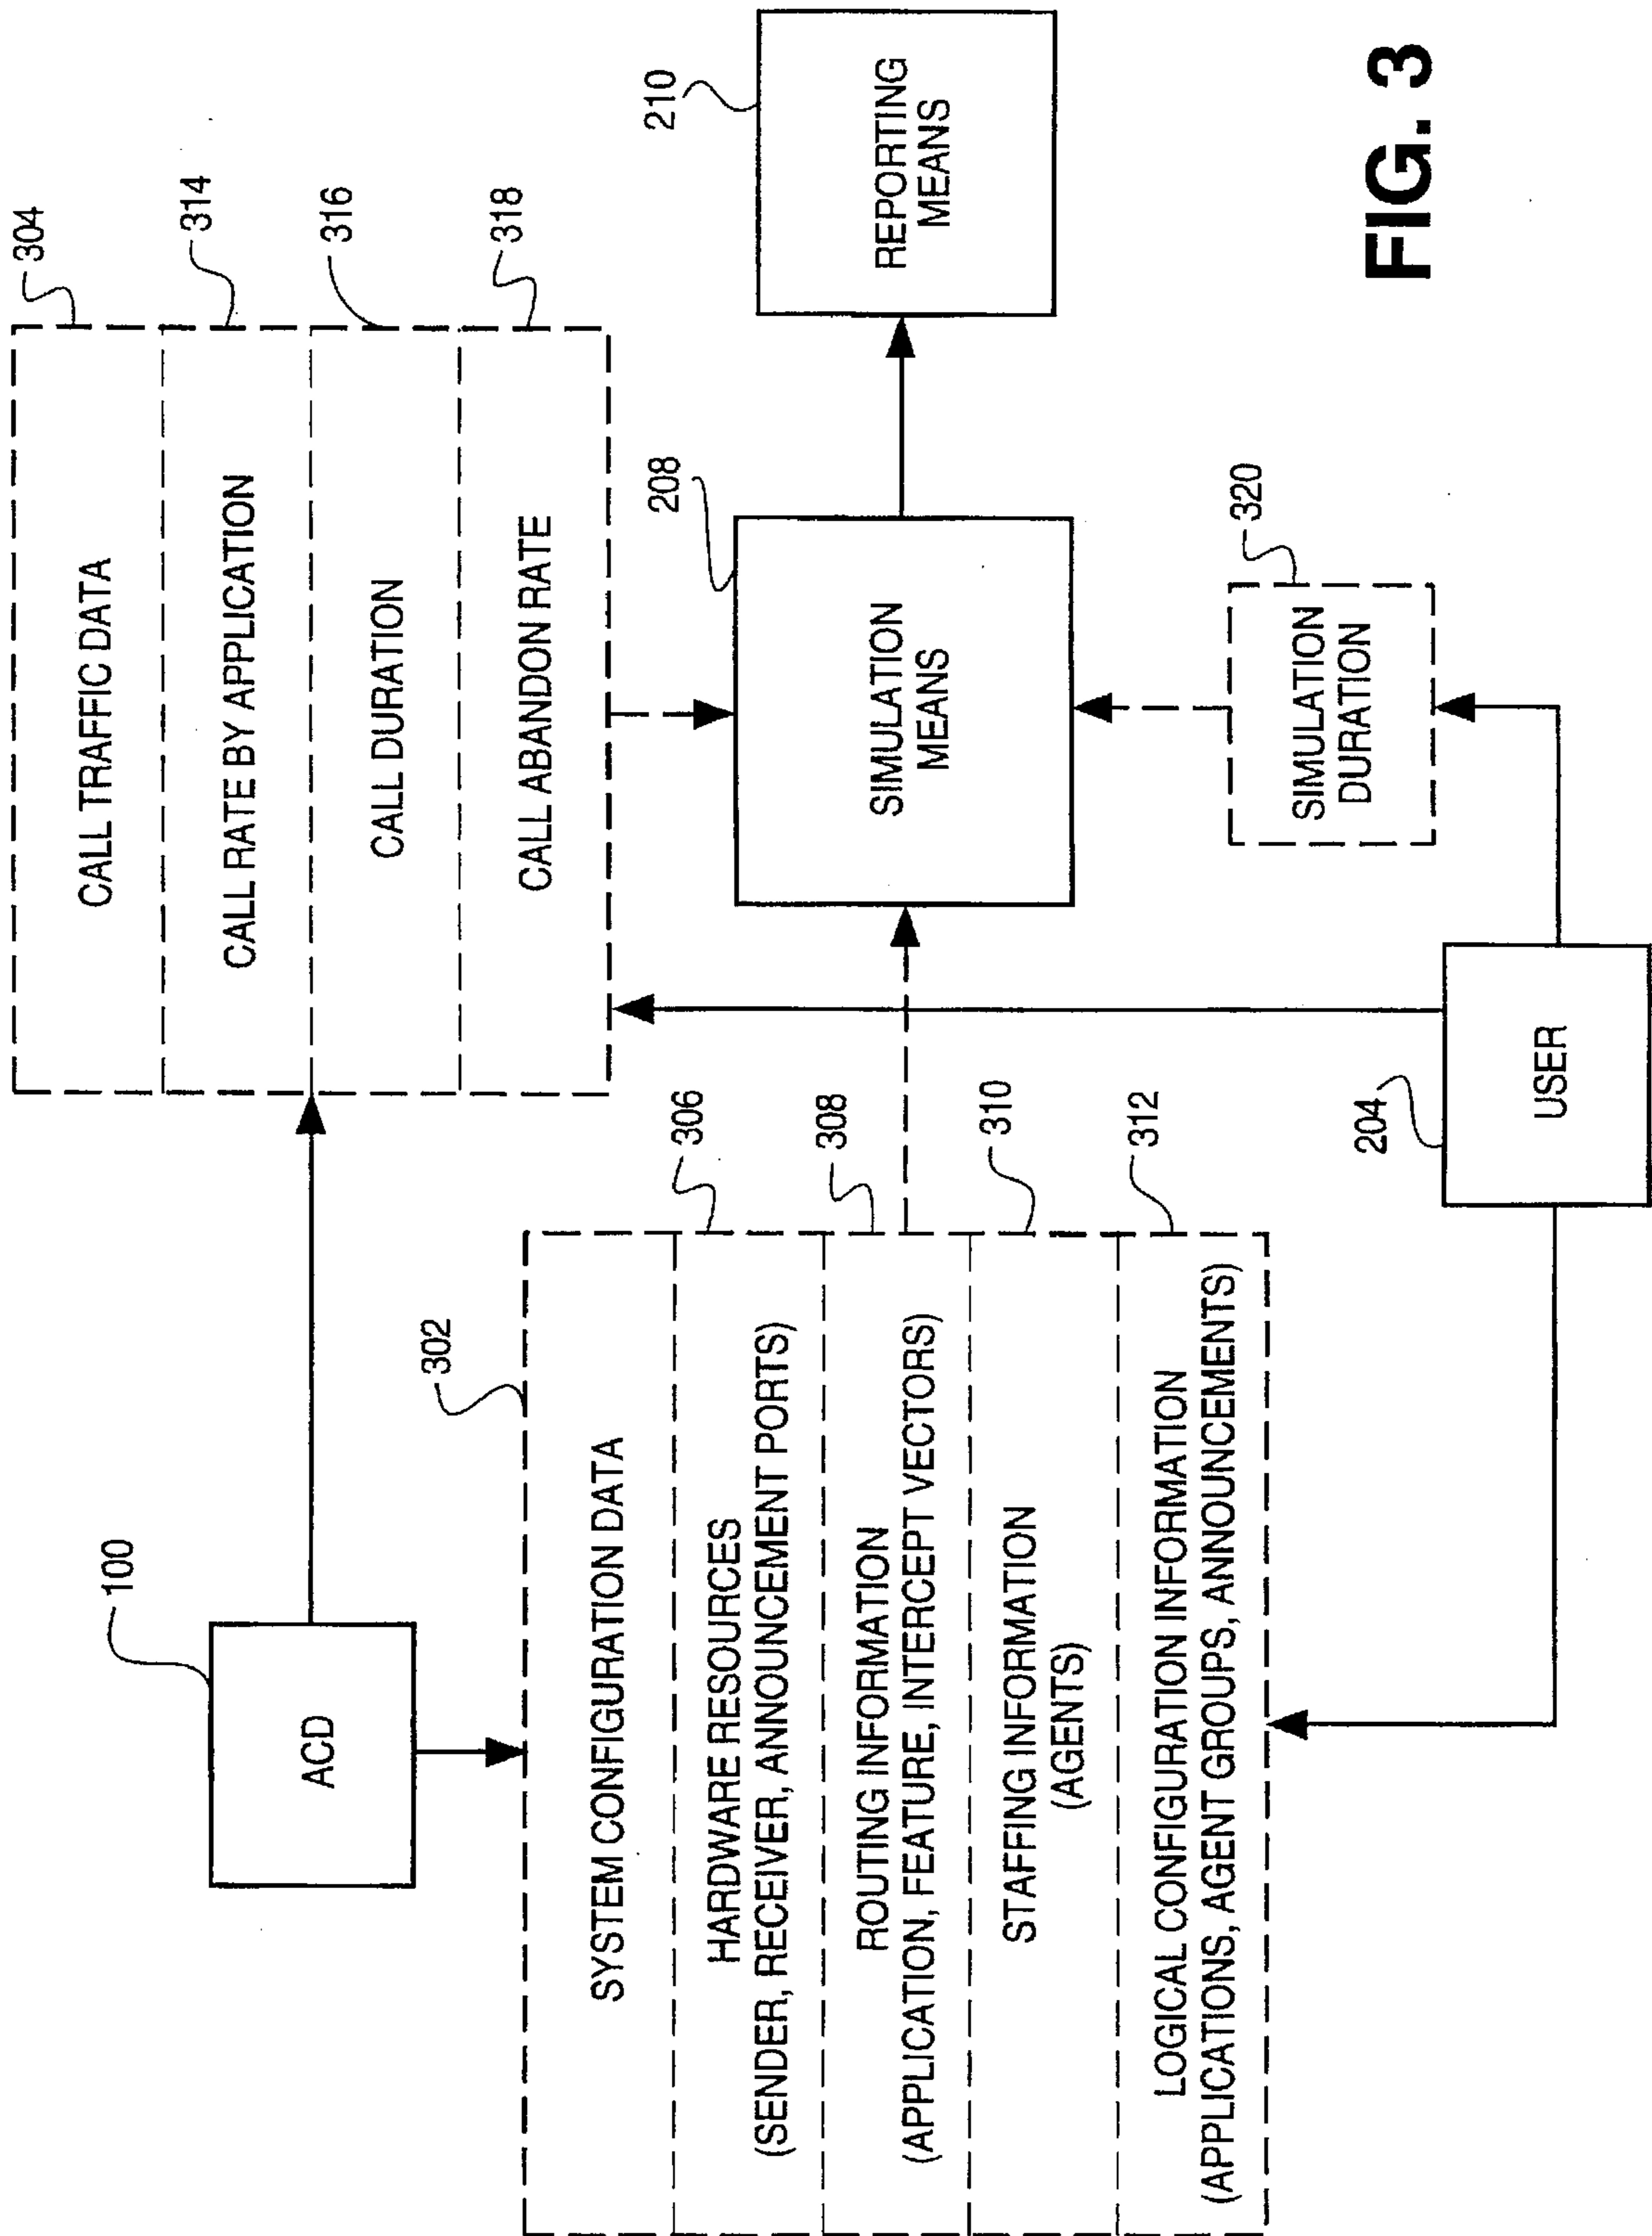 100
ACD
302
SYSTEM CONFIGURATION DATA
HARDWARE RESOURCES
(SENDER, RECEIVER, ANNOUNCEMENT PORTS)
306
ROUTING INFORMATION
(APPLICATION, FEATURE, INTERCEPT VECTORS)
308
STAFFING INFORMATION
(AGENTS)
310
LOGICAL CONFIGURATION INFORMATION
(APPLICATIONS, AGENT GROUPS, ANNOUNCEMENTS)
312
CALL TRAFFIC DATA
304
CALL RATE BY APPLICATION
314
CALL DURATION
316
CALL ABANDON RATE
318
208
SIMULATION
MEANS
210
REPORTING
MEANS
320
SIMULATION
DURATION
204
USER
FIG. 3